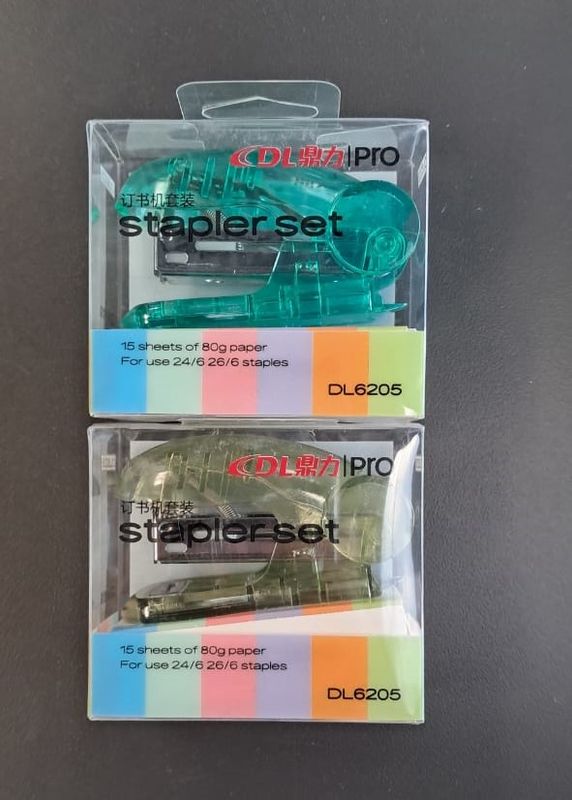 DL鼎力|PRO
订书机套装
stapler set
15 sheets of 80g paper
For use 24/6 26/6 staples
DL6205
DL鼎力|PRO
订书机套装
stapler set
15 sheets of 80g paper
For use 24/6 26/6 staples
DL6205